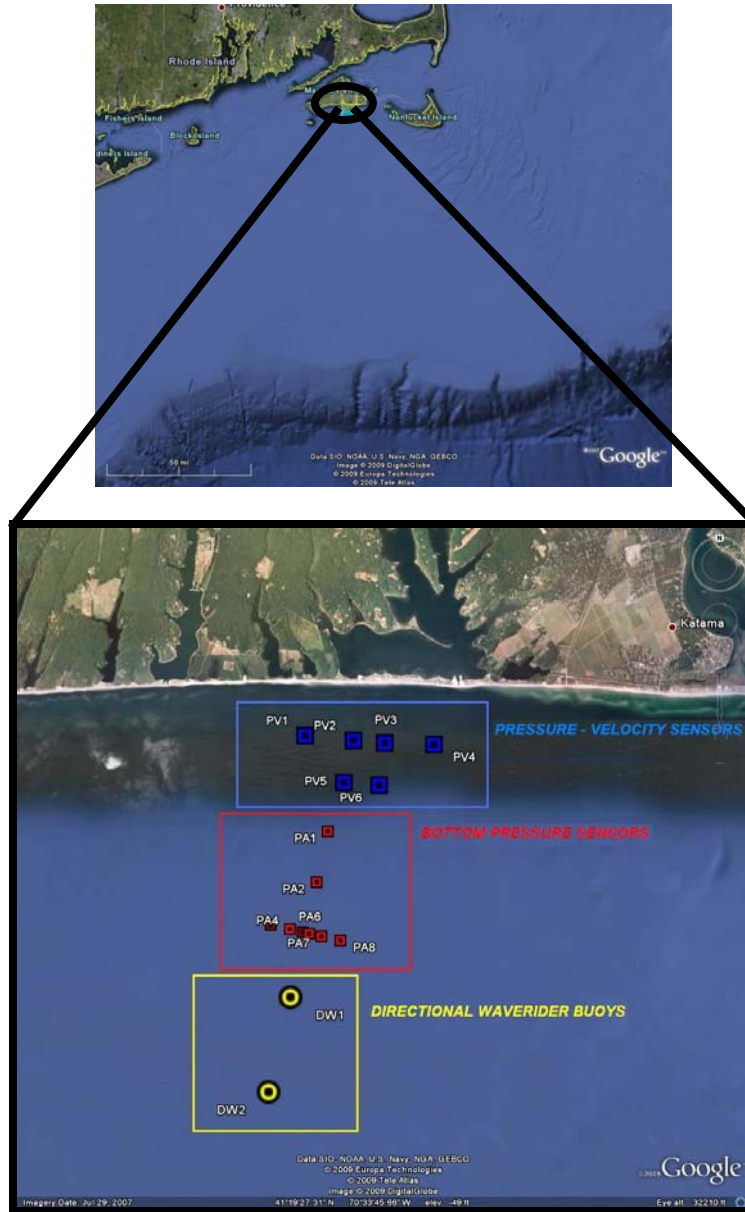 Providence
Rhode Island
Fishers Island
Block Island
diners Island
Nantucket Island
50 mi
Data SIO, NOAA, U.S. Navy, NGA, GEBCO
Image © 2009 DigitalGlobe
© 2009 Europa Technologies
© 2009 Tele Atlas
Google
N
Katama
PV1
PV2
PV3
PV4
PRESSURE - VELOCITY SENSORS
PV5
PV6
PA1
BOTTOM PRESSURE SENSORS
PA2
PA4
PA6
PA7
PA8
DW1
DIRECTIONAL WAVERIDER BUOYS
DW2
Data SIO, NOAA, U.S. Navy, NGA, GEBCO
© 2009 Europa Technologies
© 2009 Tele Atlas
Image © 2009 DigitalGlobe
©2009 Google
Imagery Date: Jul 29, 2007 41°19'27.31" N 70°33'45.66" W elev -49 ft Eye alt 32210 ft